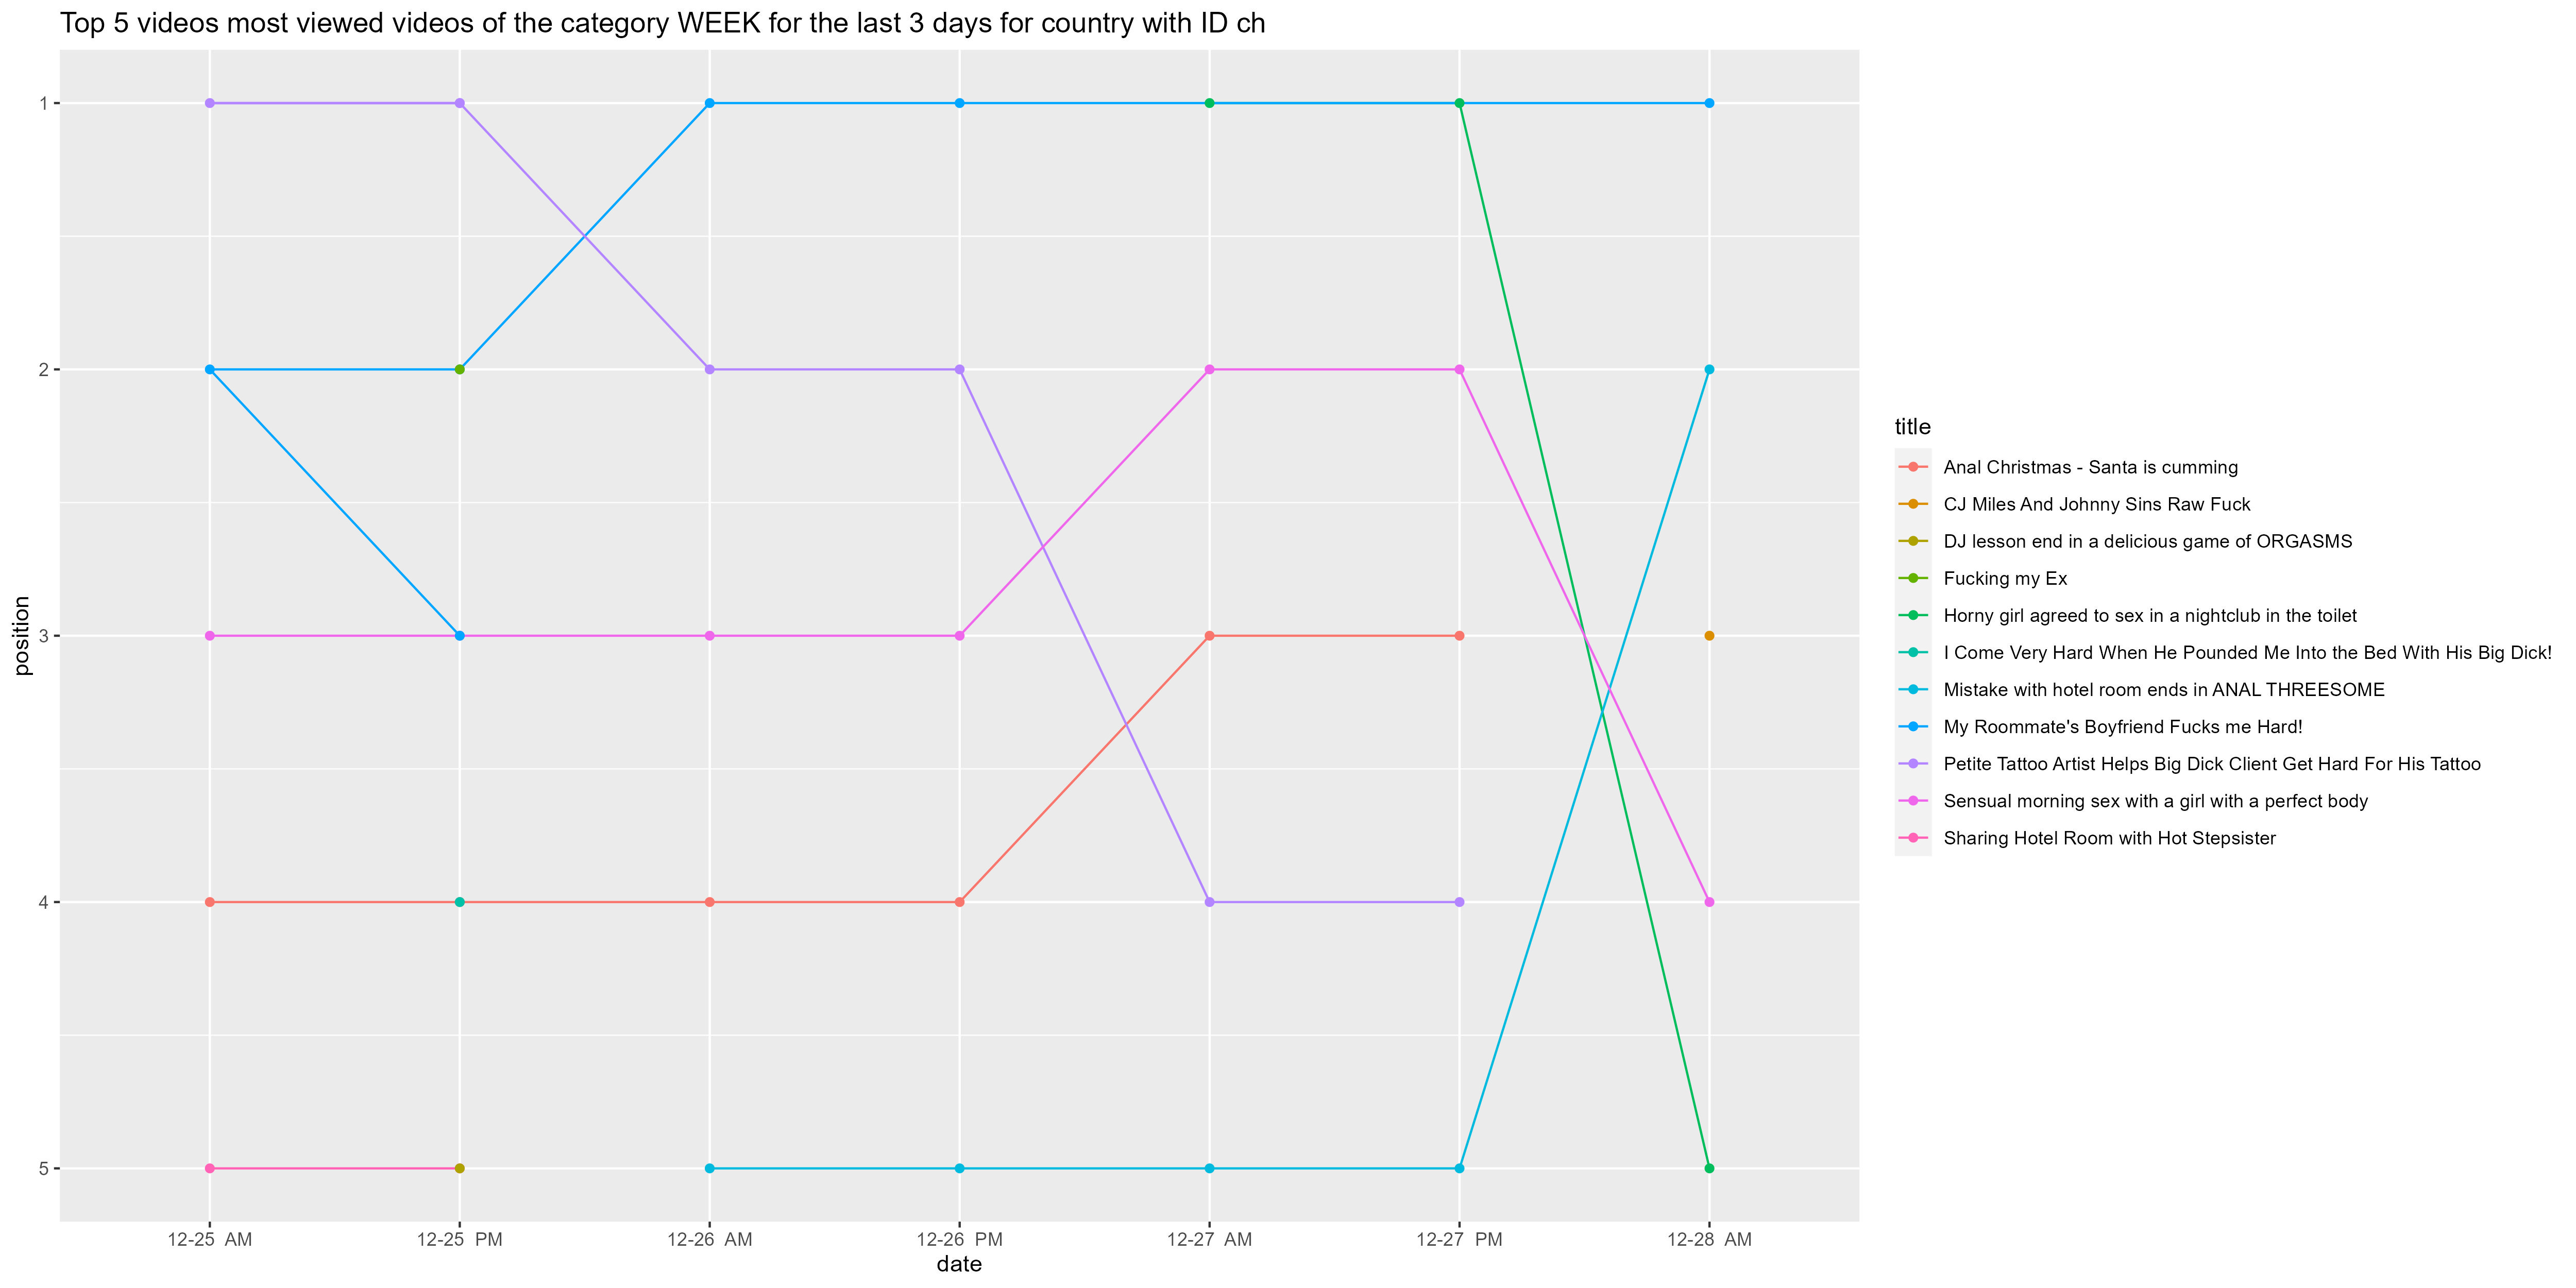 Top 5 videos most viewed videos of the category WEEK for the last 3 days for country with ID ch
1
2
3
4
5
position
12-25 AM
12-25 PM
12-26 AM
12-26 PM
12-27 AM
12-27 PM
12-28 AM
date
title
Anal Christmas - Santa is cumming
CJ Miles And Johnny Sins Raw Fuck
DJ lesson end in a delicious game of ORGASMS
Fucking my Ex
Horny girl agreed to sex in a nightclub in the toilet
I Come Very Hard When He Pounded Me Into the Bed With His Big Dick!
Mistake with hotel room ends in ANAL THREESOME
My Roommate's Boyfriend Fucks me Hard!
Petite Tattoo Artist Helps Big Dick Client Get Hard For His Tattoo
Sensual morning sex with a girl with a perfect body
Sharing Hotel Room with Hot Stepsister